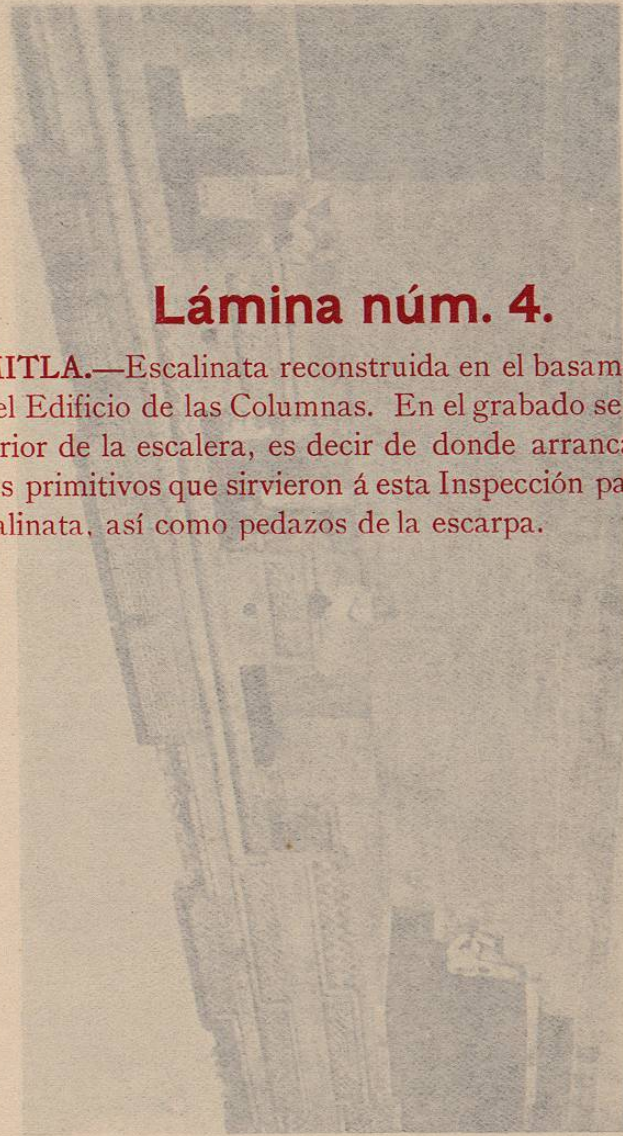 Lámina núm. 4.
MITLA.—Escalinata reconstruida en el basam
el Edificio de las Columnas. En el grabado se
rior de la escalera, es decir de donde arranca
s primitivos que sirvieron á esta Inspección pa
alinata, así como pedazos de la escarpa.